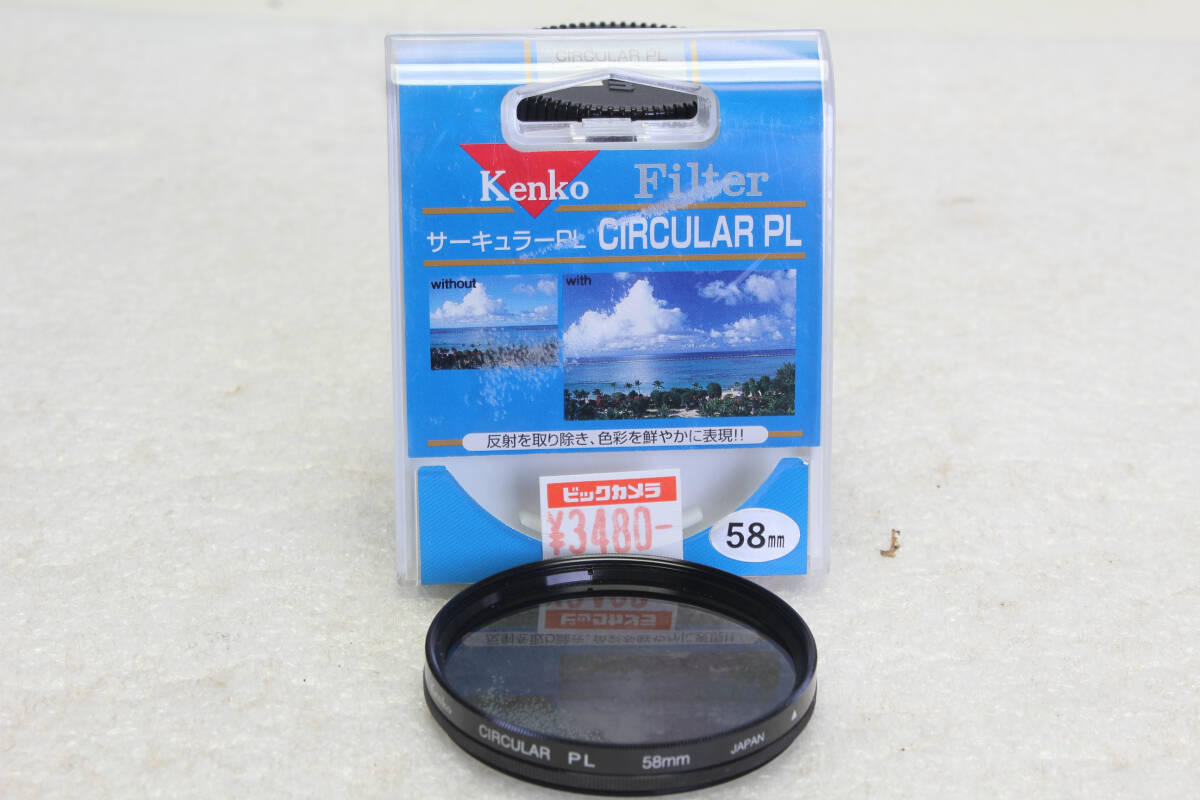 CIRCULAR PL
Kenko Filter
サーキュラーPL CIRCULAR PL
without
with
反射を取り除き、色彩を鮮やかに表現!!
ビックカメラ
¥3480-
58mm
CIRCULAR PL 58mm JAPAN